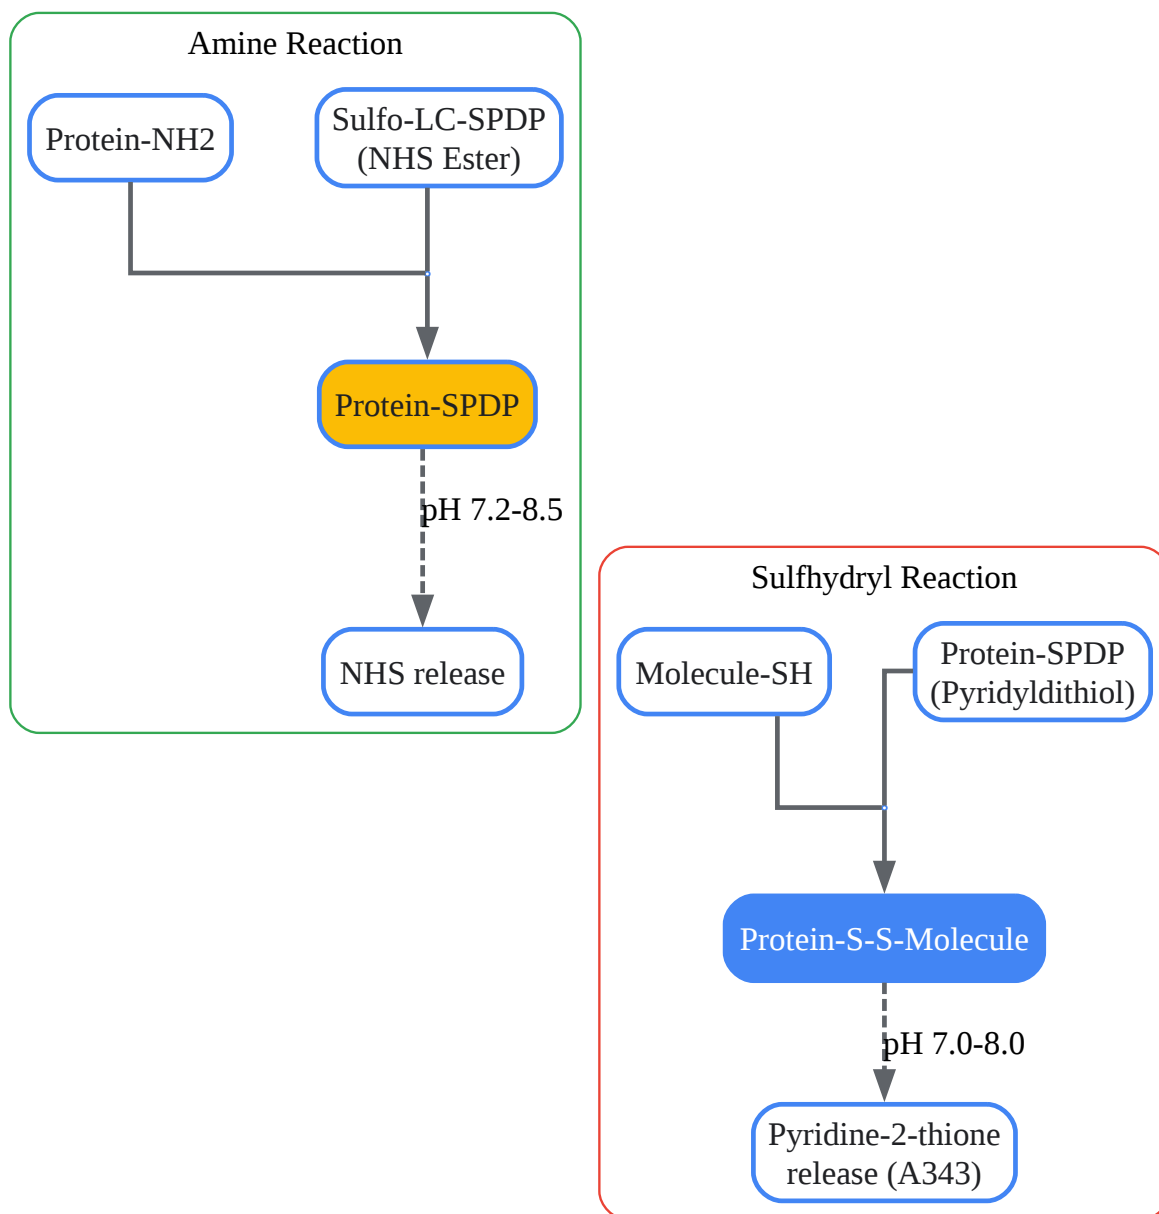 Amine Reaction
Protein-NH2
Sulfo-LC-SPDP
(NHS Ester)
Protein-SPDP
pH 7.2-8.5
NHS release
Sulfhydryl Reaction
Molecule-SH
Protein-SPDP
(Pyridyldithiol)
Protein-S-S-Molecule
pH 7.0-8.0
Pyridine-2-thione
release (A343)